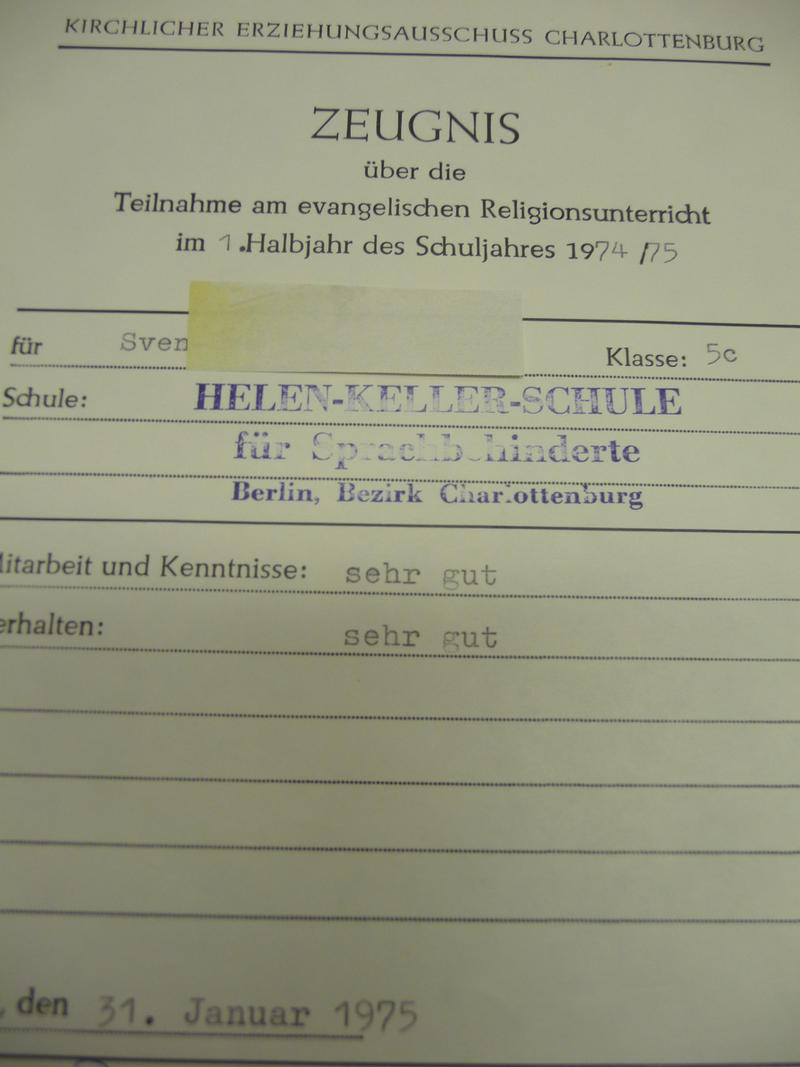 KIRCHLICHER ERZIEHUNGSAUSSCHUSS CHARLOTTENBURG
ZEUGNIS
über die
Teilnahme am evangelischen Religionsunterricht
im 1. Halbjahr des Schuljahres 1974 /75
für Sven Klasse: 5c
Schule: HELEN-KELLER-SCHULE
für Sprachbehinderte
Berlin, Bezirk Charlottenburg
litarbeit und Kenntnisse: sehr gut
erhalten: sehr gut
, den 31. Januar 1975